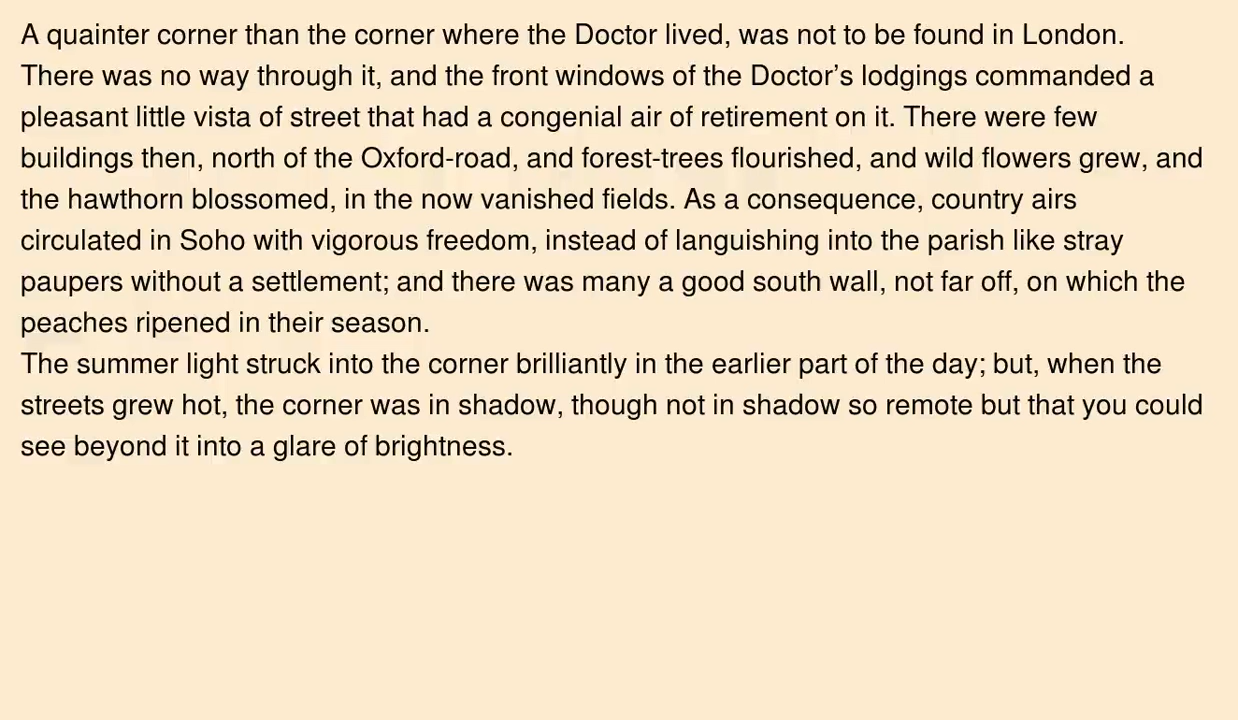 A quainter corner than the corner where the Doctor lived, was not to be found in London.
There was no way through it, and the front windows of the Doctor’s lodgings commanded a
pleasant little vista of street that had a congenial air of retirement on it. There were few
buildings then, north of the Oxford-road, and forest-trees flourished, and wild flowers grew, and
the hawthorn blossomed, in the now vanished fields. As a consequence, country airs
circulated in Soho with vigorous freedom, instead of languishing into the parish like stray
paupers without a settlement; and there was many a good south wall, not far off, on which the
peaches ripened in their season.
The summer light struck into the corner brilliantly in the earlier part of the day; but, when the
streets grew hot, the corner was in shadow, though not in shadow so remote but that you could
see beyond it into a glare of brightness.